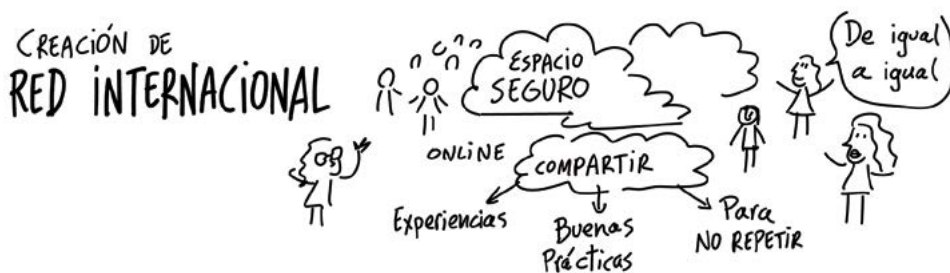 CREACIÓN DE
RED INTERNACIONAL
ESPACIO
SEGURO
De igual
a igual
ONLINE
COMPARTIR
Experiencias
Buenas
Prácticas
Para
NO REPETIR